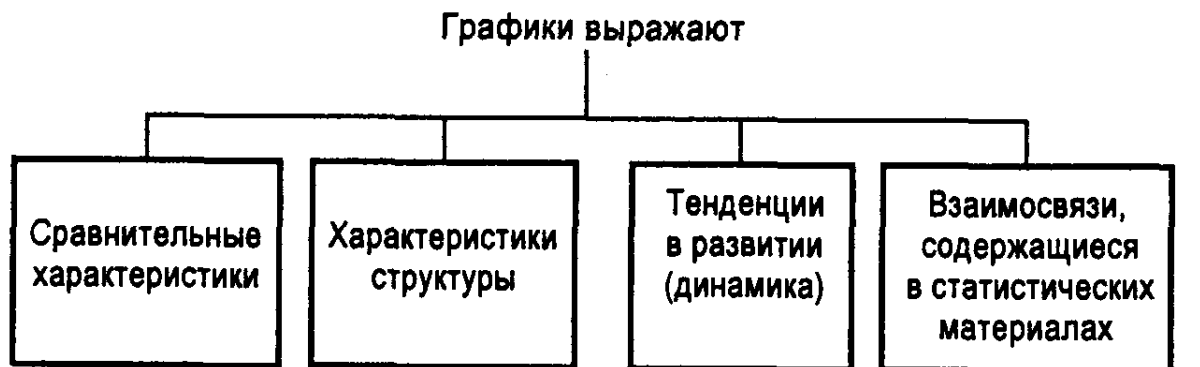 Графики выражают
Сравнительные
характеристики
Характеристики
структуры
Тенденции
в развитии
(динамика)
Взаимосвязи,
содержащиеся
в статистических
материалах